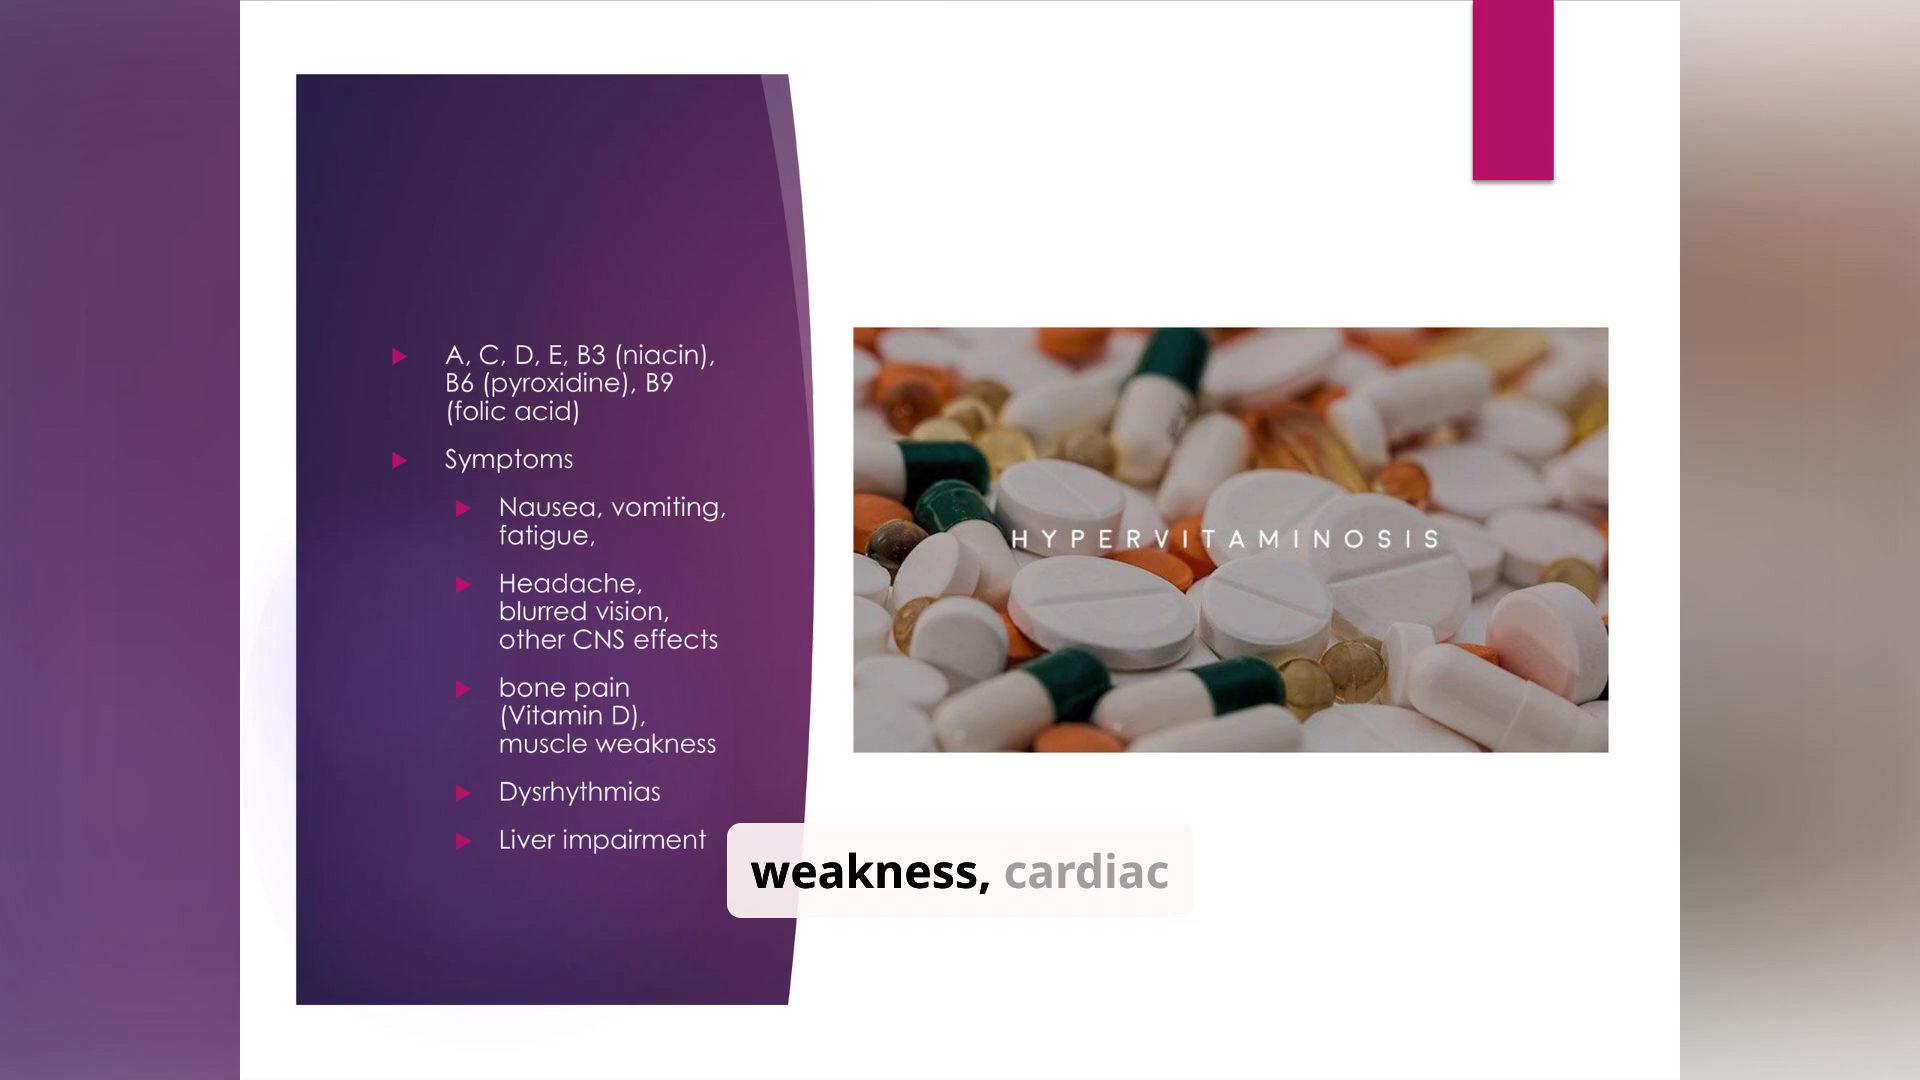 A, C, D, E, B3 (niacin),
B6 (pyroxidine), B9
(folic acid)
Symptoms
Nausea, vomiting,
fatigue,
Headache,
blurred vision,
other CNS effects
bone pain
(Vitamin D),
muscle weakness
Dysrhythmias
Liver impairment
HYPERVITAMINOSIS
weakness, cardiac